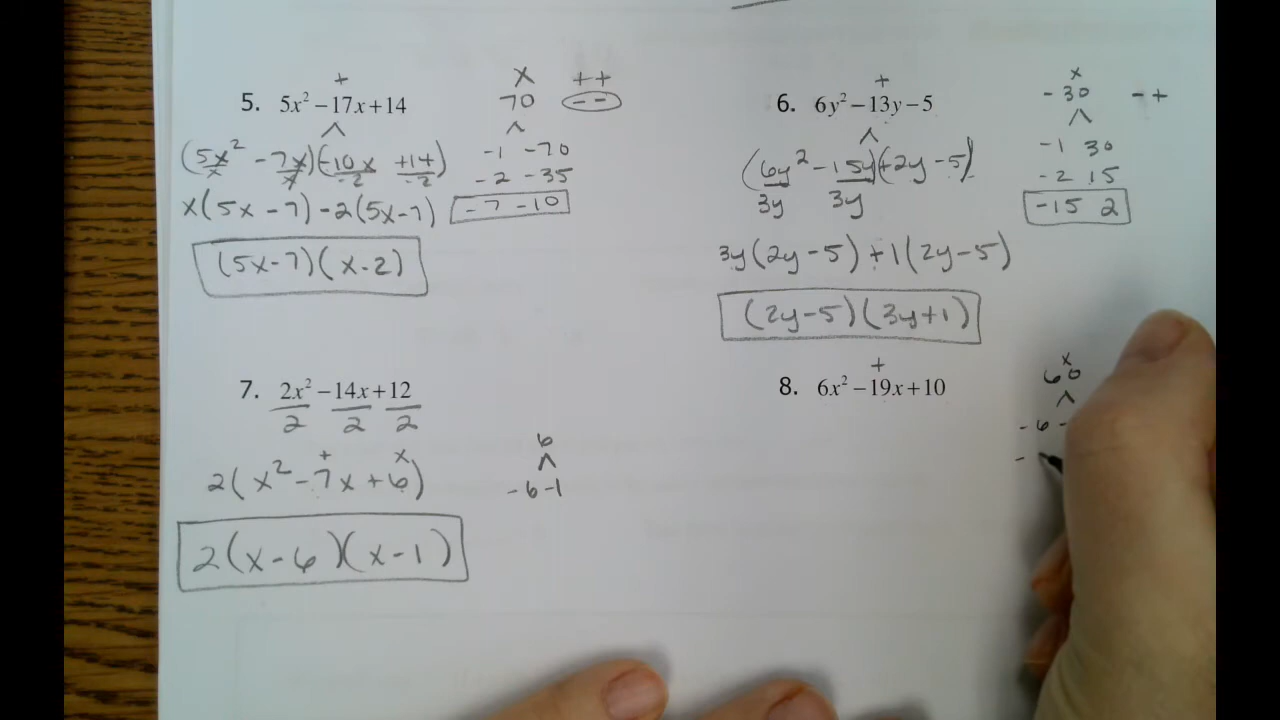 5. 5x² − 17x + 14
+
(5x² − 7x)(−10x + 14)
x x −2 −2
x(5x − 7) − 2(5x − 7)
(5x − 7)(x − 2)
x
70
+ +
− −
−1 −70
−2 −35
−7 −10
6. 6y² − 13y − 5
+
(6y² − 15y)(+2y − 5)
3y 3y
3y(2y − 5) + 1(2y − 5)
(2y − 5)(3y + 1)
x
−30
− +
−1 30
−2 15
−15 2
7. 2x² − 14x + 12
2 2 2
+ x
2(x² − 7x + 6)
2(x − 6)(x − 1)
6
−6 −1
8. 6x² − 19x + 10
+
x
60
−6 −
−